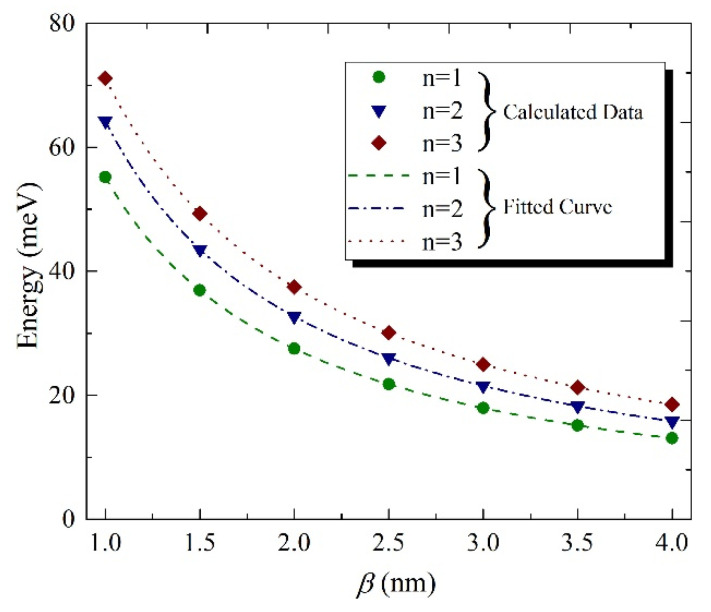 80
60
40
20
0
Energy (meV)
n=1
n=2
n=3
Calculated Data
n=1
n=2
n=3
Fitted Curve
1.0 1.5 2.0 2.5 3.0 3.5 4.0
β (nm)